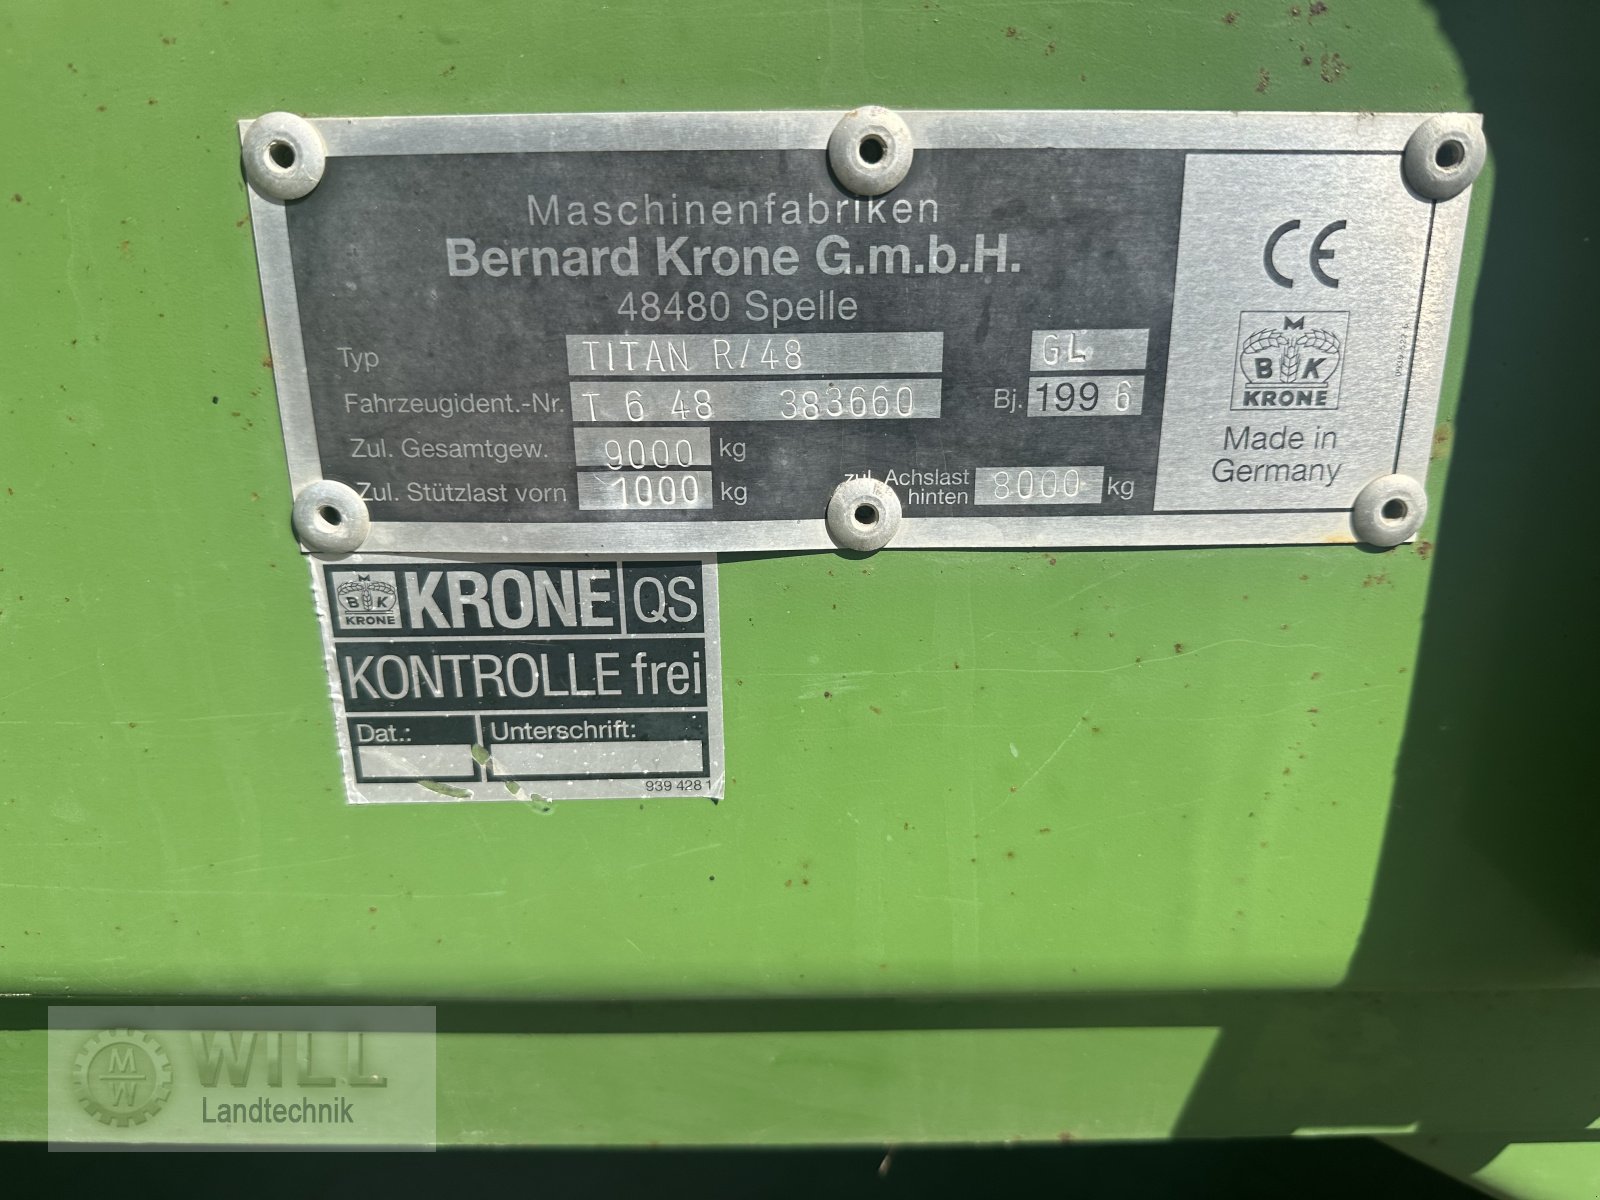 Maschinenfabriken
Bernard Krone G.m.b.H.
48480 Spelle
Typ TITAN R/48 GL
Fahrzeugident.-Nr. T 6 48 383660 Bj. 1996
Zul. Gesamtgew. 9000 kg
Zul. Stützlast vorn 1000 kg
zul. Achslast hinten 8000 kg
CE
M
B K
KRONE
Made in
Germany
M
B K
KRONE
KRONE QS
KONTROLLE frei
Dat.: Unterschrift:
939 428 1
MW
WILL
Landtechnik